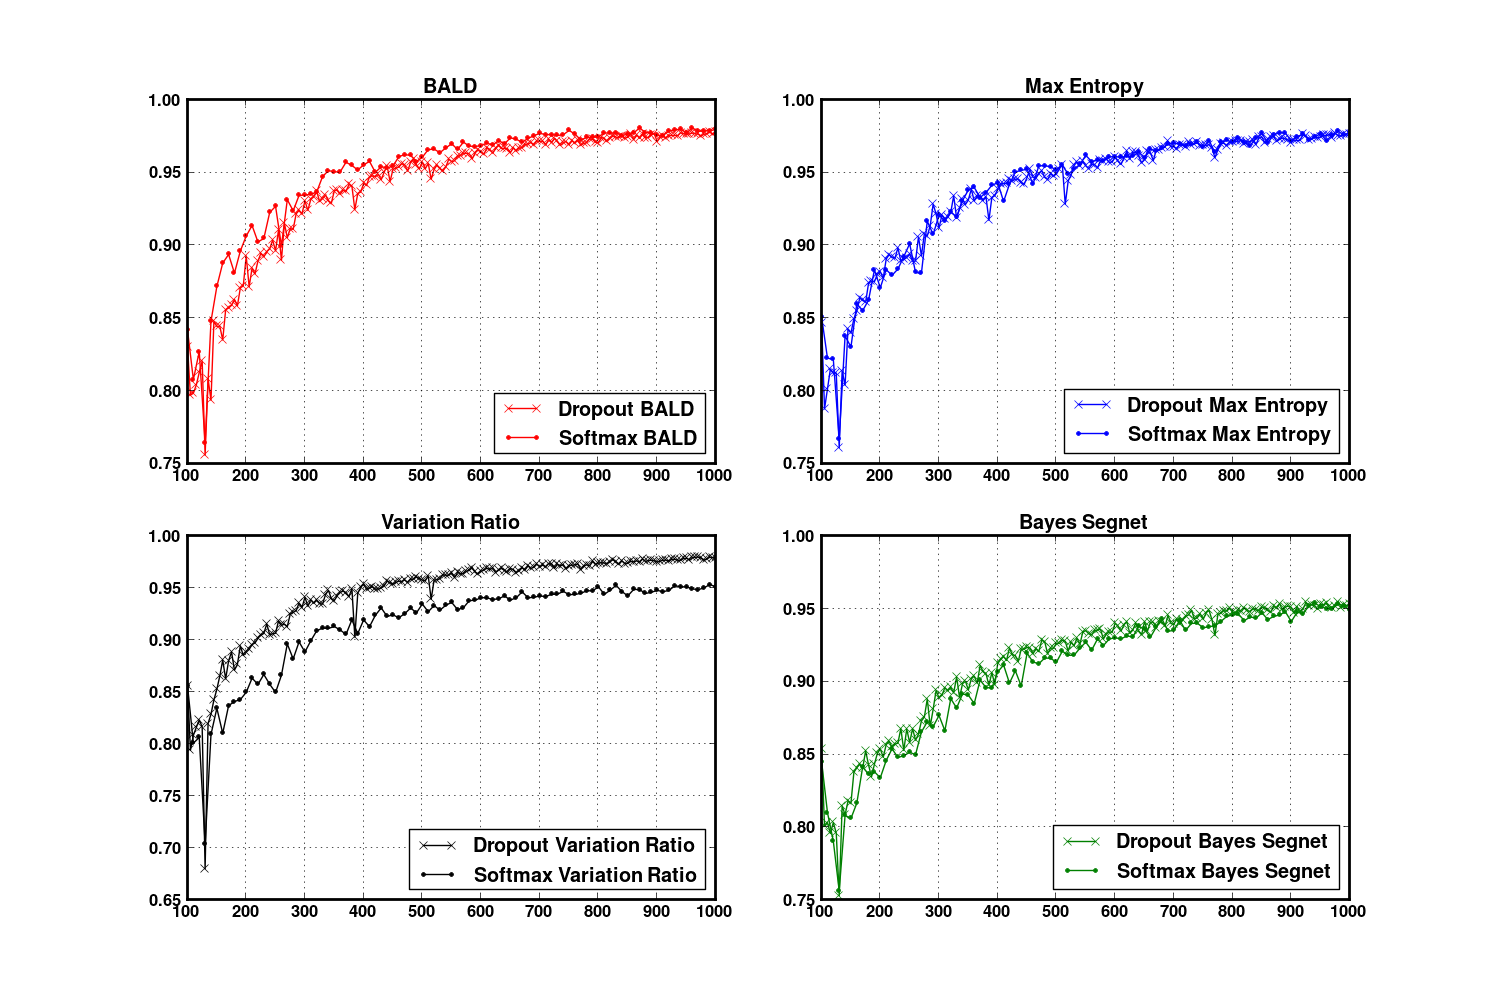 BALD
1.00
0.95
0.90
0.85
0.80
0.75
100 200 300 400 500 600 700 800 900 1000
Dropout BALD
Softmax BALD
Max Entropy
1.00
0.95
0.90
0.85
0.80
0.75
100 200 300 400 500 600 700 800 900 1000
Dropout Max Entropy
Softmax Max Entropy
Variation Ratio
1.00
0.95
0.90
0.85
0.80
0.75
0.70
0.65
100 200 300 400 500 600 700 800 900 1000
Dropout Variation Ratio
Softmax Variation Ratio
Bayes Segnet
1.00
0.95
0.90
0.85
0.80
0.75
100 200 300 400 500 600 700 800 900 1000
Dropout Bayes Segnet
Softmax Bayes Segnet